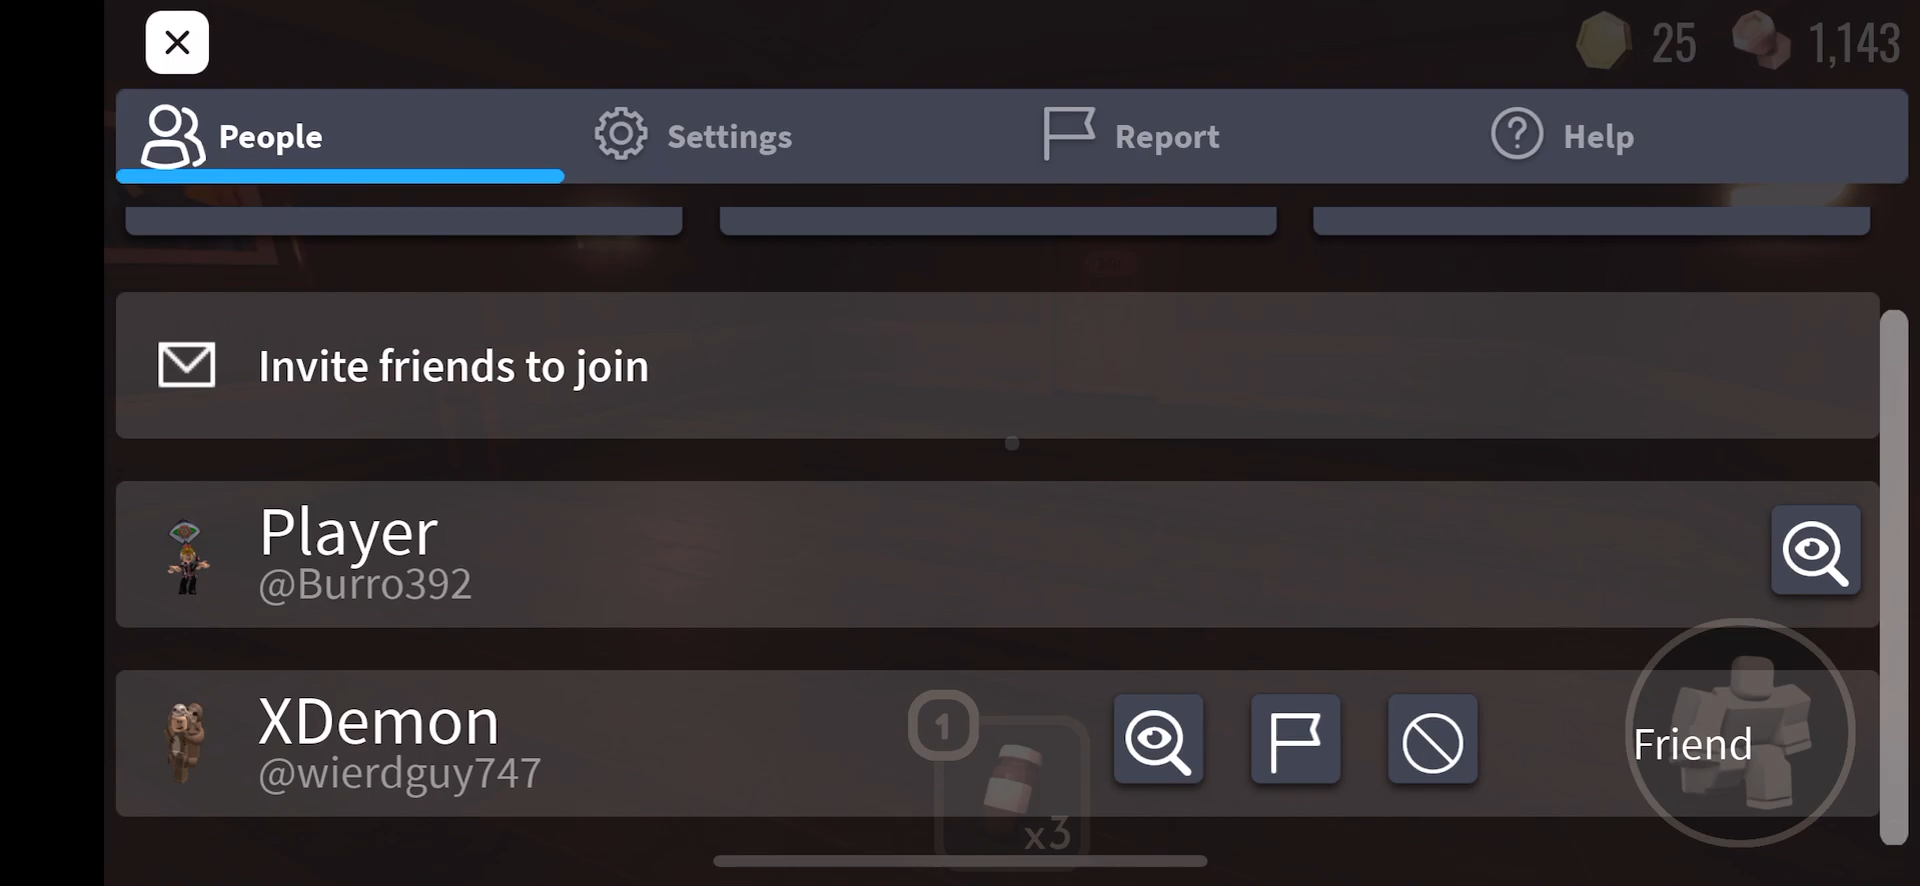 25
1,143
People
Settings
Report
Help
Invite friends to join
Player
@Burro392
XDemon
@wierdguy747
1
x3
Friend